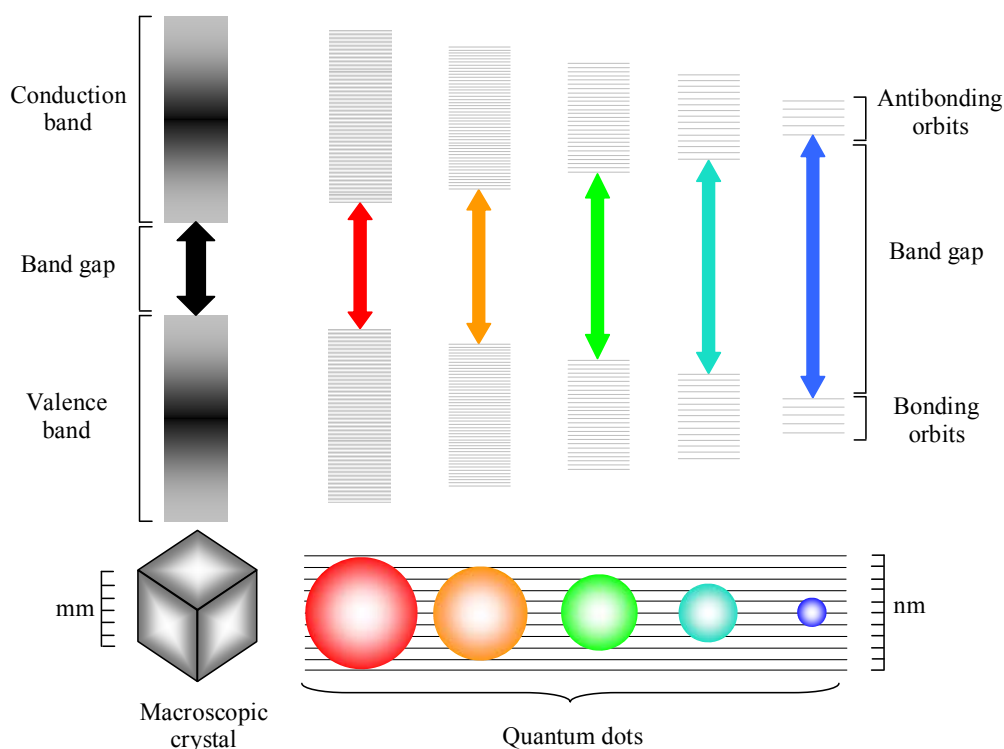 Conduction
band
Band gap
Valence
band
Antibonding
orbits
Band gap
Bonding
orbits
mm
nm
Macroscopic
crystal
Quantum dots